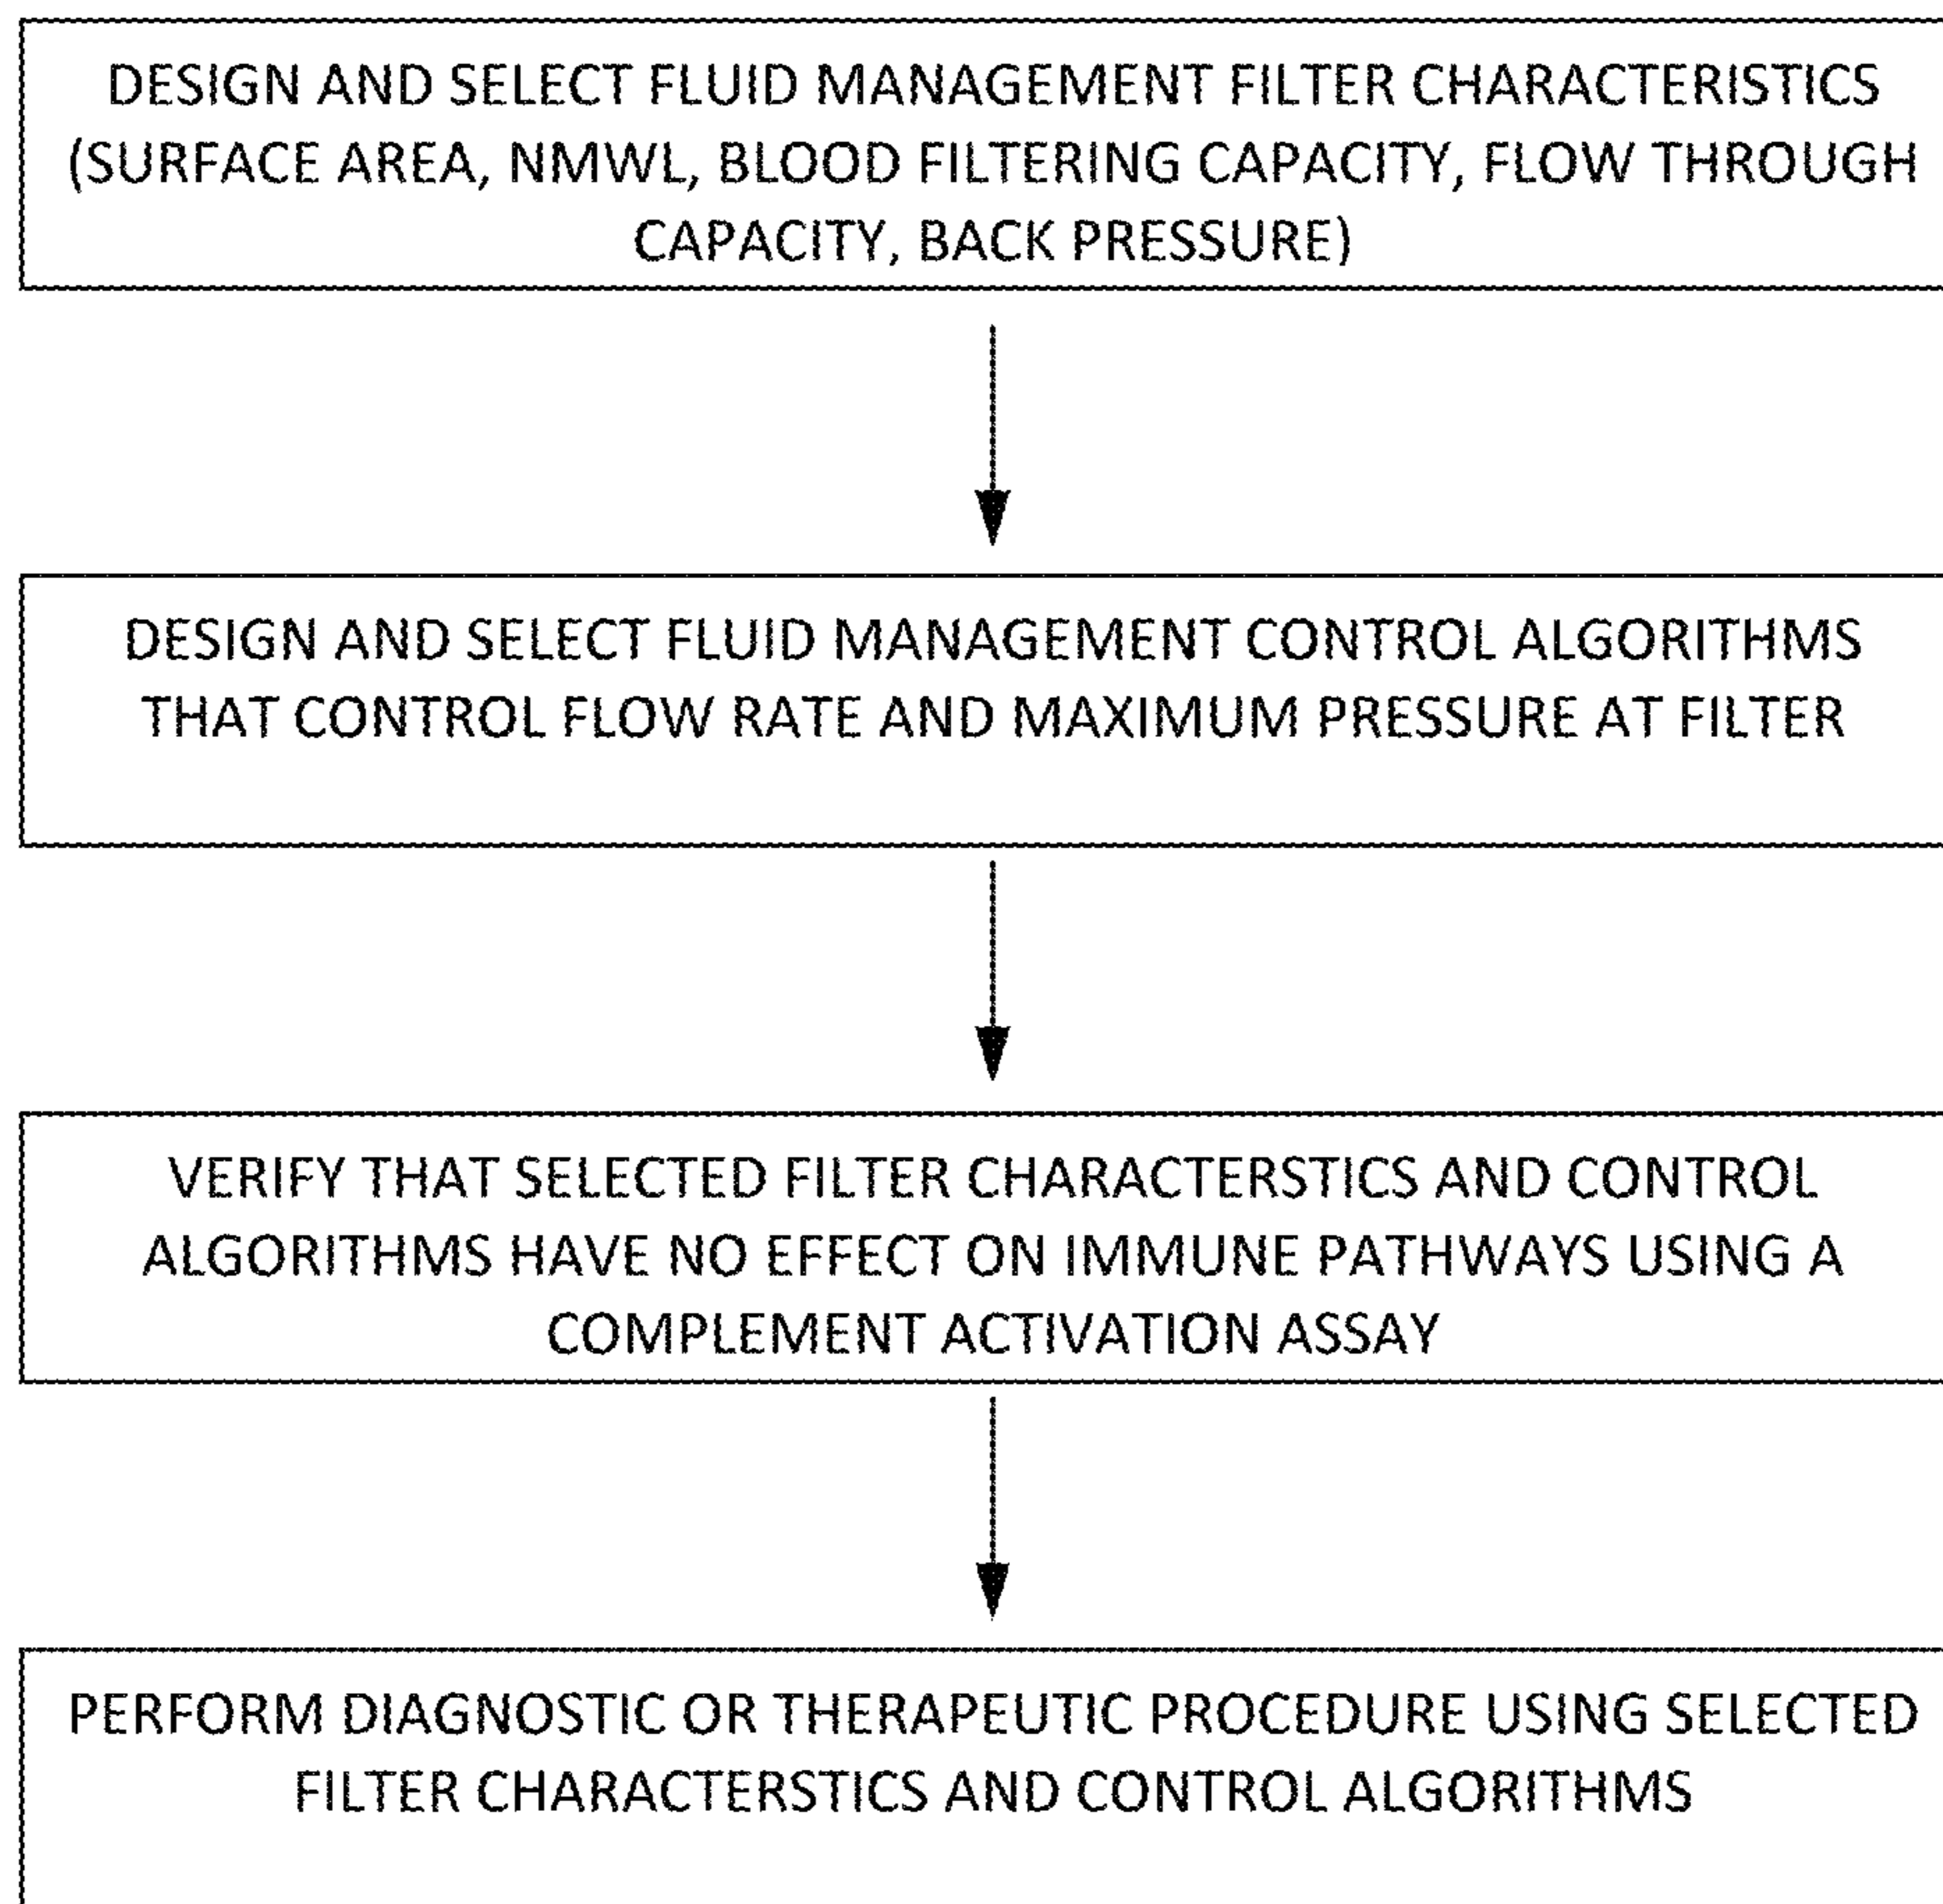 DESIGN AND SELECT FLUID MANAGEMENT FILTER CHARACTERISTICS
(SURFACE AREA, NMWL, BLOOD FILTERING CAPACITY, FLOW THROUGH
CAPACITY, BACK PRESSURE)
DESIGN AND SELECT FLUID MANAGEMENT CONTROL ALGORITHMS
THAT CONTROL FLOW RATE AND MAXIMUM PRESSURE AT FILTER
VERIFY THAT SELECTED FILTER CHARACTERSTICS AND CONTROL
ALGORITHMS HAVE NO EFFECT ON IMMUNE PATHWAYS USING A
COMPLEMENT ACTIVATION ASSAY
PERFORM DIAGNOSTIC OR THERAPEUTIC PROCEDURE USING SELECTED
FILTER CHARACTERSTICS AND CONTROL ALGORITHMS